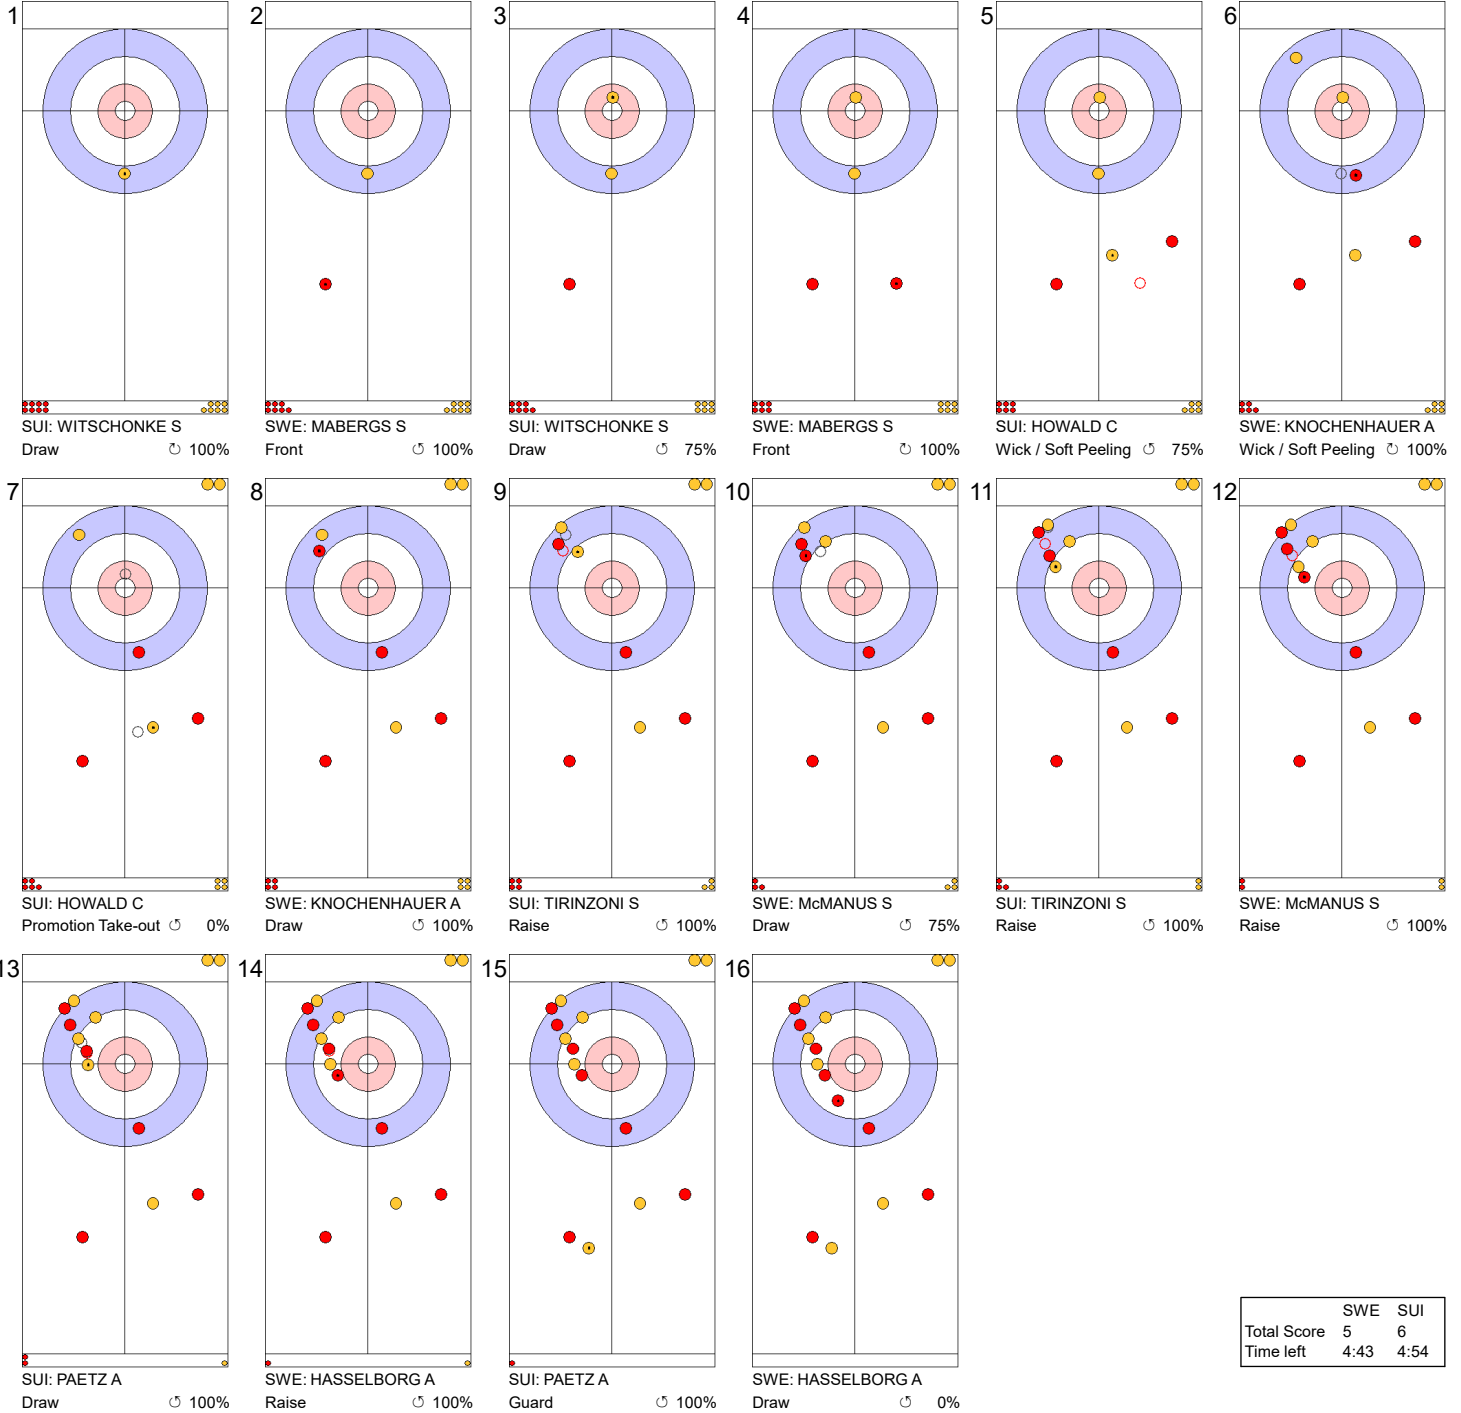 1 2 3 4 5 6
SUI: WITSCHONKE S SWE: MABERGS S SUI: WITSCHONKE S SWE: MABERGS S SUI: HOWALD C SWE: KNOCHENHAUER A
Draw ↻ 100% Front ↺ 100% Draw ↺ 75% Front ↺ 100% Wick / Soft Peeling ↺ 75% Wick / Soft Peeling ↻ 100%
7 8 9 10 11 12
SUI: HOWALD C SWE: KNOCHENHAUER A SUI: TIRINZONI S SWE: McMANUS S SUI: TIRINZONI S SWE: McMANUS S
Promotion Take-out ↺ 0% Draw ↺ 100% Raise ↺ 100% Draw ↺ 75% Raise ↺ 100% Raise ↺ 100%
13 14 15 16
SWE SUI
Total Score 5 6
Time left 4:43 4:54
SUI: PAETZ A SWE: HASSELBORG A SUI: PAETZ A SWE: HASSELBORG A
Draw ↺ 100% Raise ↺ 100% Guard ↺ 100% Draw ↺ 0%